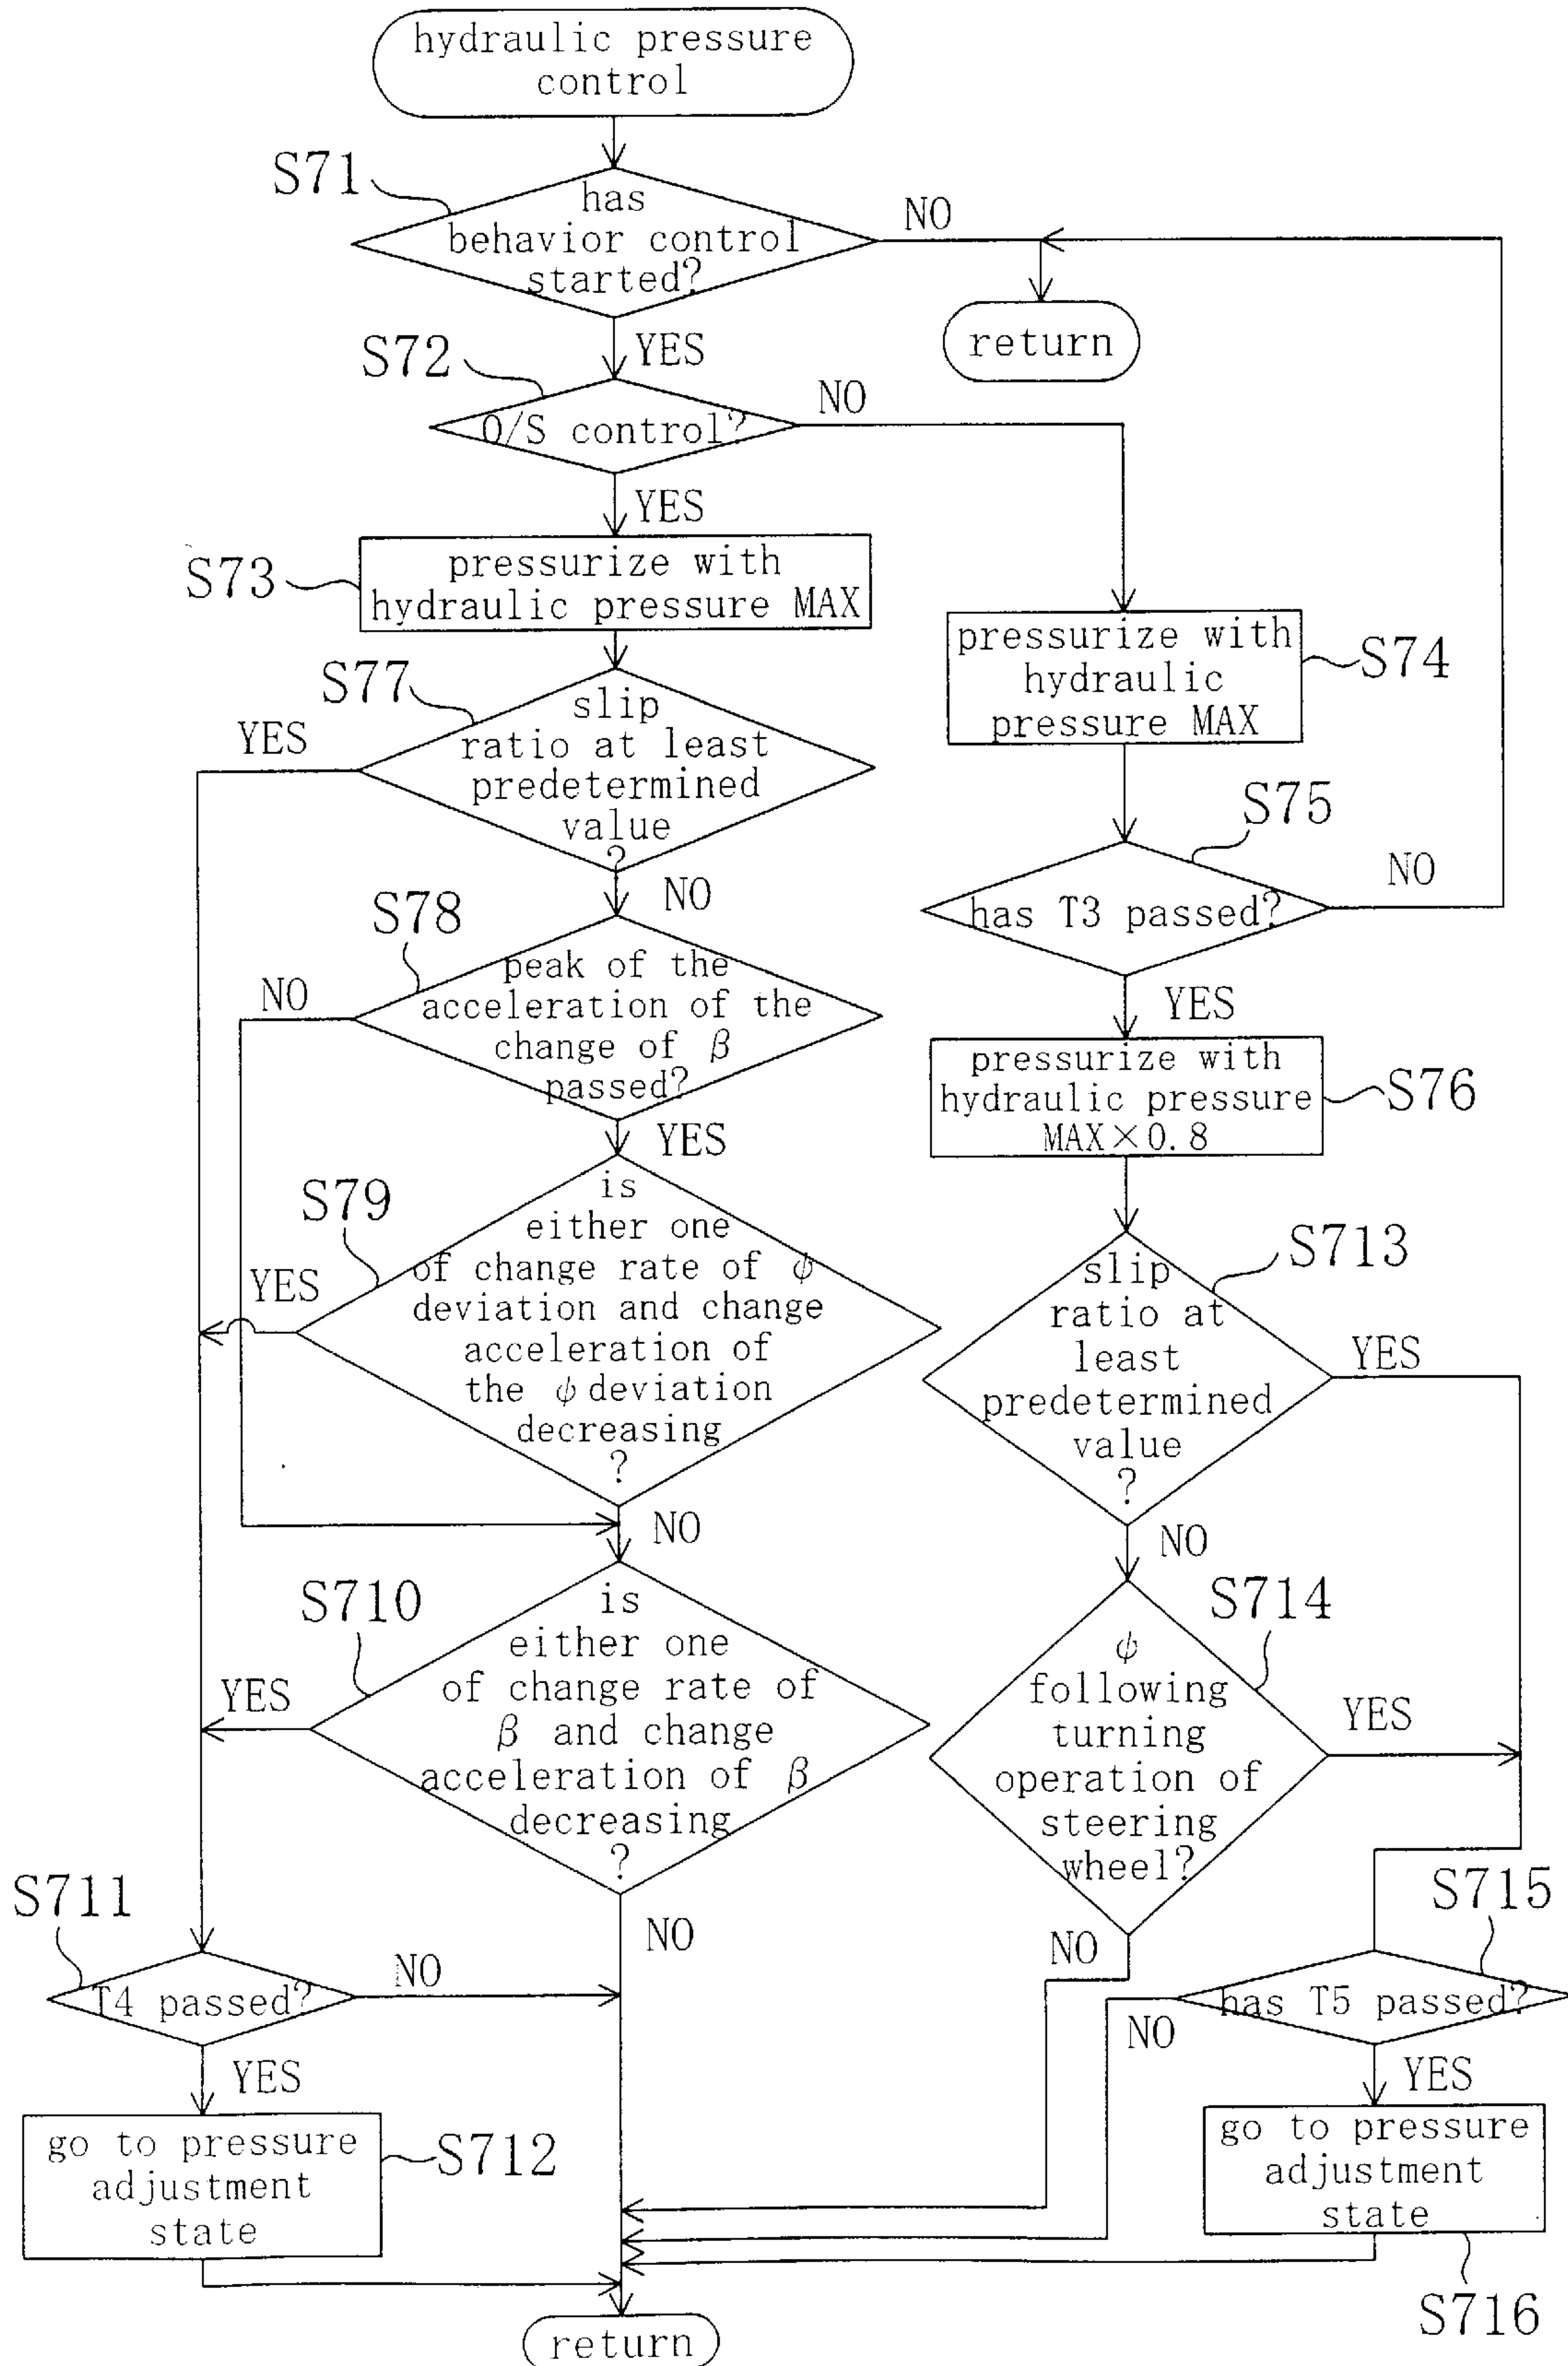 hydraulic pressure
control
S71
has
behavior control
started?
NO
return
YES
S72
O/S control?
NO
YES
S73
pressurize with
hydraulic pressure MAX
pressurize with
hydraulic
pressure MAX
S74
S77
slip
ratio at least
predetermined
value
?
YES
NO
S75
has T3 passed?
NO
YES
S78
peak of the
acceleration of the
change of β
passed?
NO
YES
pressurize with
hydraulic pressure
MAX×0.8
S76
S79
is
either one
of change rate of ψ
deviation and change
acceleration of
the ψ deviation
decreasing
?
YES
NO
S713
slip
ratio at
least
predetermined
value
?
YES
NO
S710
is
either one
of change rate of
β and change
acceleration of β
decreasing
?
YES
NO
S714
ψ
following
turning
operation of
steering
wheel?
YES
NO
S711
T4 passed?
NO
YES
S715
has T5 passed?
NO
YES
go to pressure
adjustment
state
S712
go to pressure
adjustment
state
S716
return